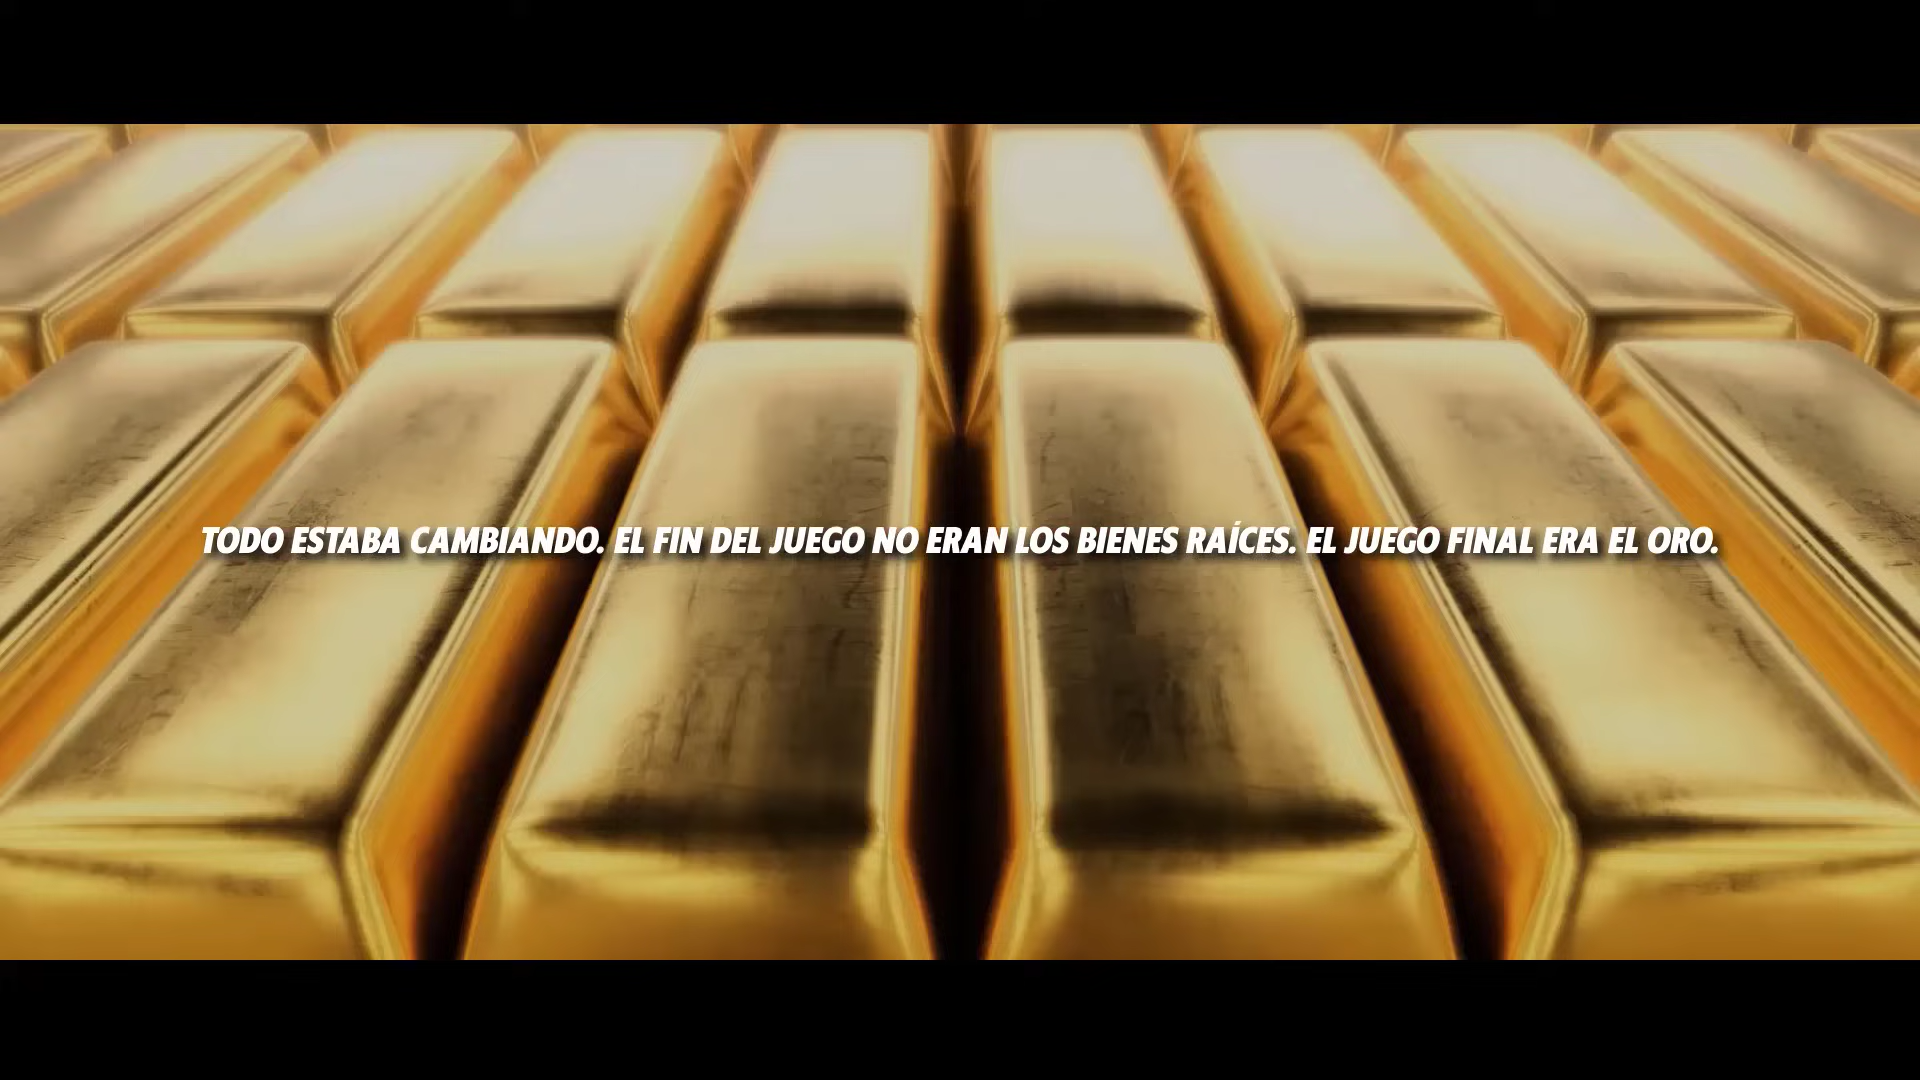 TODO ESTABA CAMBIANDO. EL FIN DEL JUEGO NO ERAN LOS BIENES RAÍCES. EL JUEGO FINAL ERA EL ORO.